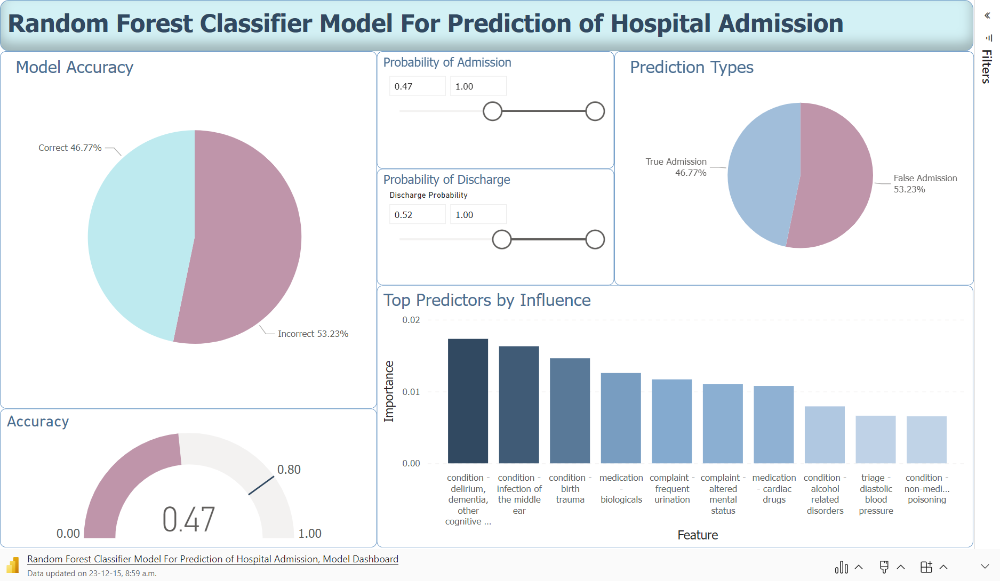 Random Forest Classifier Model For Prediction of Hospital Admission
Filters
Model Accuracy
Correct 46.77%
Incorrect 53.23%
Probability of Admission
0.47
1.00
Probability of Discharge
Discharge Probability
0.52
1.00
Prediction Types
True Admission
46.77%
False Admission
53.23%
Accuracy
0.80
0.47
0.00
1.00
Top Predictors by Influence
Importance
0.02
0.01
0.00
condition -
delirium,
dementia,
other
cognitive ...
condition -
infection of
the middle
ear
condition -
birth
trauma
medication
-
biologicals
complaint -
frequent
urination
complaint -
altered
mental
status
medication
- cardiac
drugs
condition -
alcohol
related
disorders
triage -
diastolic
blood
pressure
condition -
non-medi...
poisoning
Feature
Random Forest Classifier Model For Prediction of Hospital Admission, Model Dashboard
Data updated on 23-12-15, 8:59 a.m.